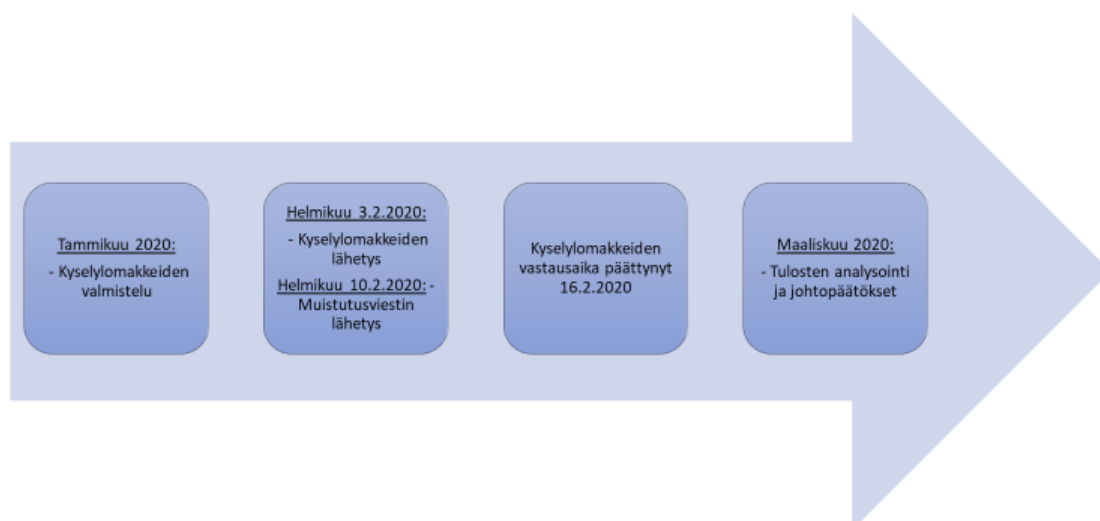 Tammikuu 2020:
- Kyselylomakkeiden
valmistelu
Helmikuu 3.2.2020:
- Kyselylomakkeiden
lähetys
Helmikuu 10.2.2020: -
Muistutusviestin
lähetys
Kyselylomakkeiden
vastausaika päättynyt
16.2.2020
Maaliskuu 2020:
- Tulosten analysointi
ja johtopäätökset